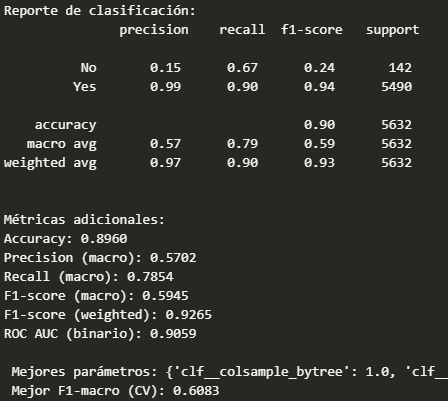 Reporte de clasificación:
precision recall f1-score support
No 0.15 0.67 0.24 142
Yes 0.99 0.90 0.94 5490
accuracy 0.90 5632
macro avg 0.57 0.79 0.59 5632
weighted avg 0.97 0.90 0.93 5632
Métricas adicionales:
Accuracy: 0.8960
Precision (macro): 0.5702
Recall (macro): 0.7854
F1-score (macro): 0.5945
F1-score (weighted): 0.9265
ROC AUC (binario): 0.9059
Mejores parámetros: {'clf__colsample_bytree': 1.0, 'clf__
Mejor F1-macro (CV): 0.6083